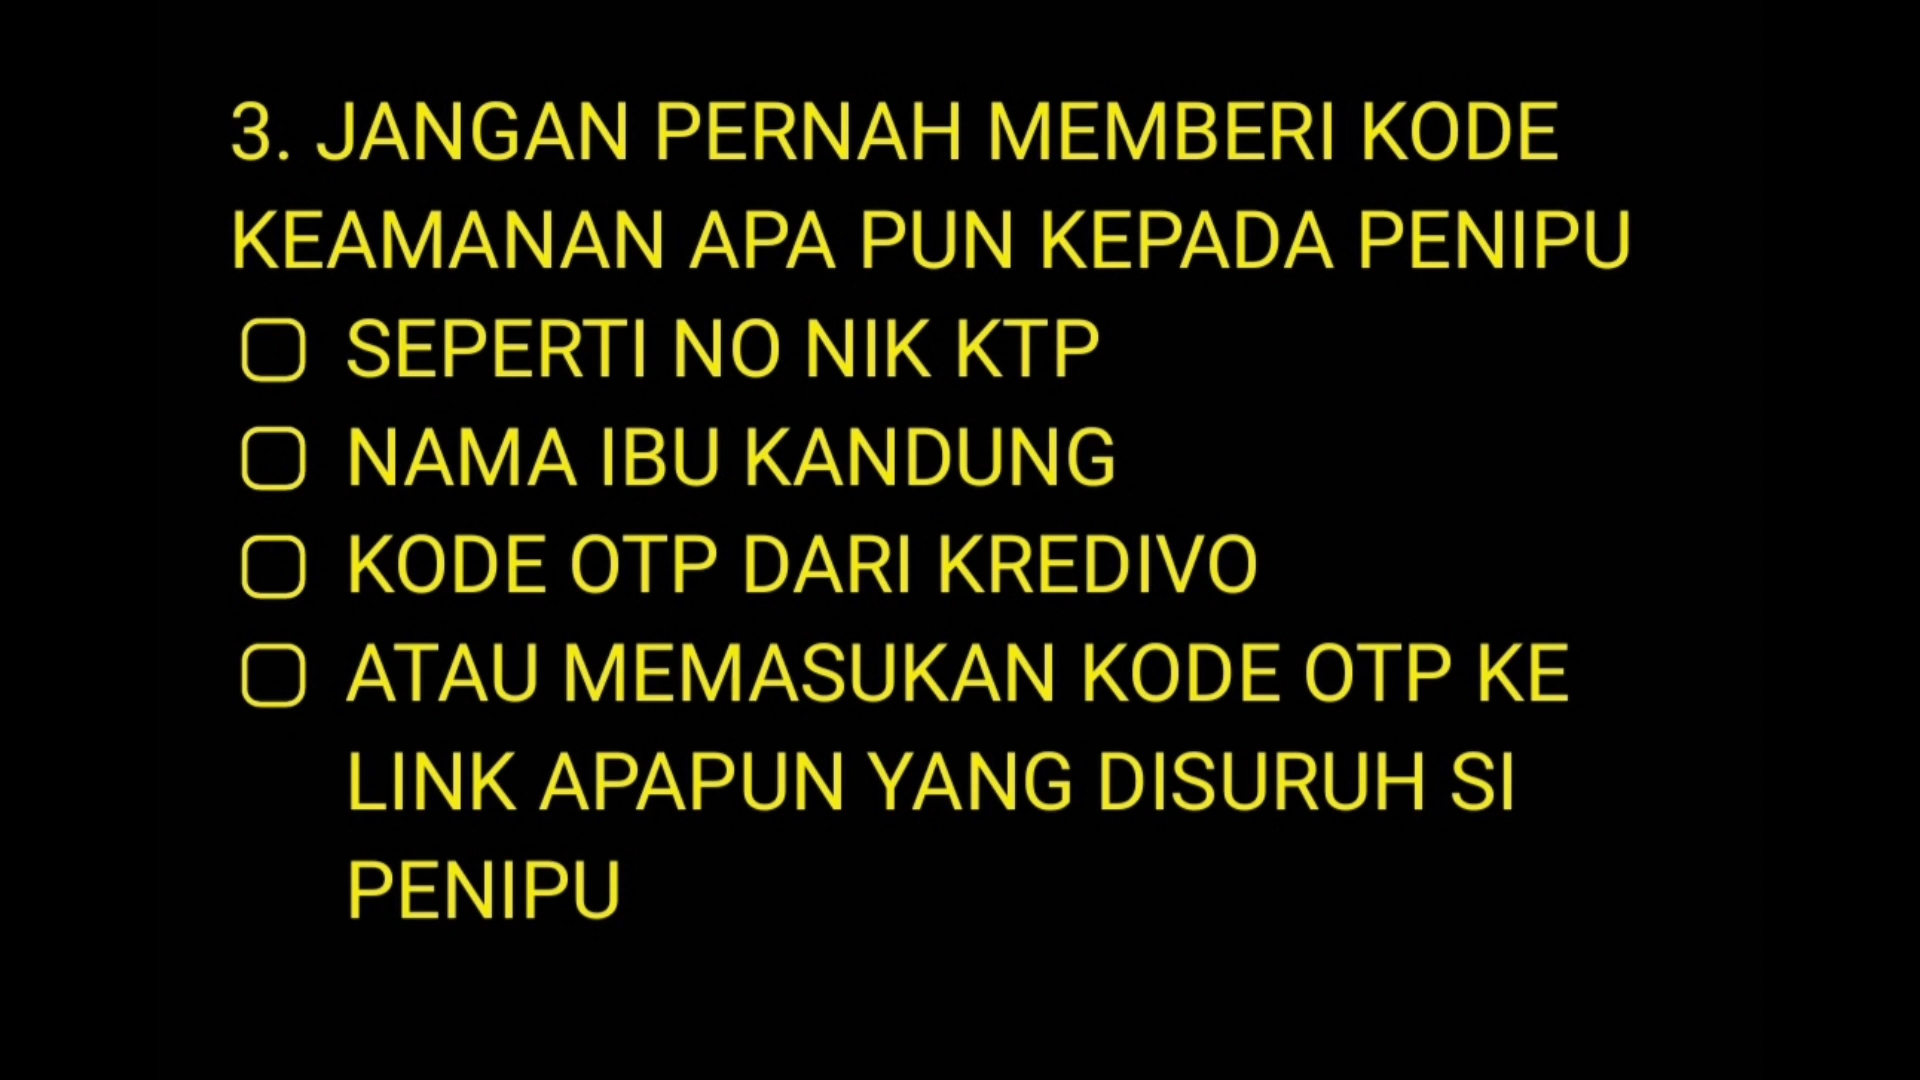 3. JANGAN PERNAH MEMBERI KODE
KEAMANAN APA PUN KEPADA PENIPU
SEPERTI NO NIK KTP
NAMA IBU KANDUNG
KODE OTP DARI KREDIVO
ATAU MEMASUKAN KODE OTP KE
LINK APAPUN YANG DISURUH SI
PENIPU